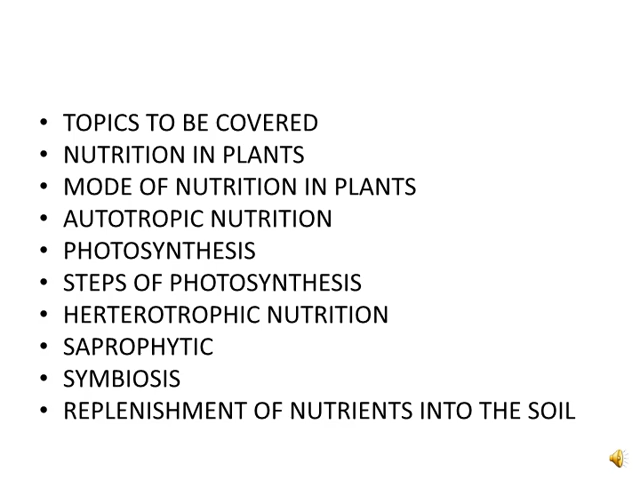 • TOPICS TO BE COVERED
• NUTRITION IN PLANTS
• MODE OF NUTRITION IN PLANTS
• AUTOTROPIC NUTRITION
• PHOTOSYNTHESIS
• STEPS OF PHOTOSYNTHESIS
• HERTEROTROPHIC NUTRITION
• SAPROPHYTIC
• SYMBIOSIS
• REPLENISHMENT OF NUTRIENTS INTO THE SOIL